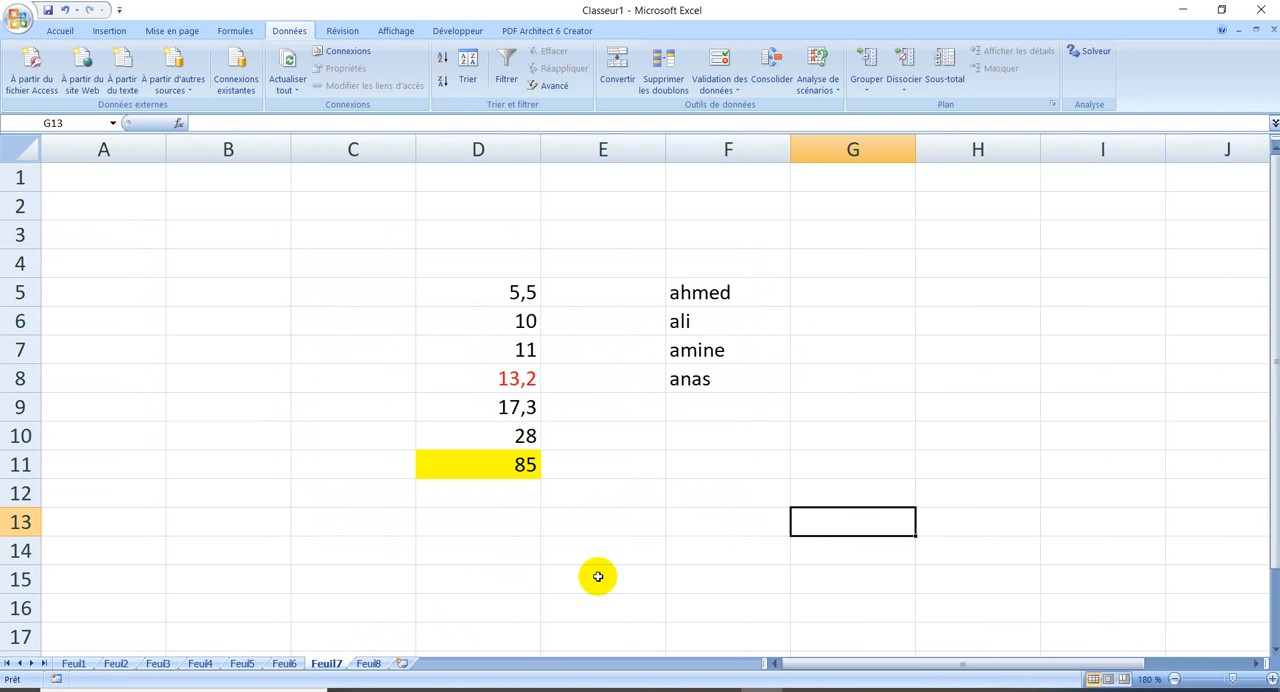 Classeur1 - Microsoft Excel
Accueil Insertion Mise en page Formules Données Révision Affichage Développeur PDF Architect 6 Creator
À partir du fichier Access
À partir du site Web
À partir du texte
À partir d'autres sources
Connexions existantes
Données externes
Actualiser tout
Connexions
Propriétés
Modifier les liens d'accès
Connexions
Trier
Filtrer
Effacer
Réappliquer
Avancé
Trier et filtrer
Convertir
Supprimer les doublons
Validation des données
Consolider
Analyse de scénarios
Outils de données
Grouper
Dissocier
Sous-total
Afficher les détails
Masquer
Plan
Solveur
Analyse
G13 fx
A B C D E F G H I J
1
2
3
4
5 5,5 ahmed
6 10 ali
7 11 amine
8 13,2 anas
9 17,3
10 28
11 85
12
13
14
15
16
17
Feuil1 Feuil2 Feuil3 Feuil4 Feuil5 Feuil6 Feuil7 Feuil8
Prêt 180 %